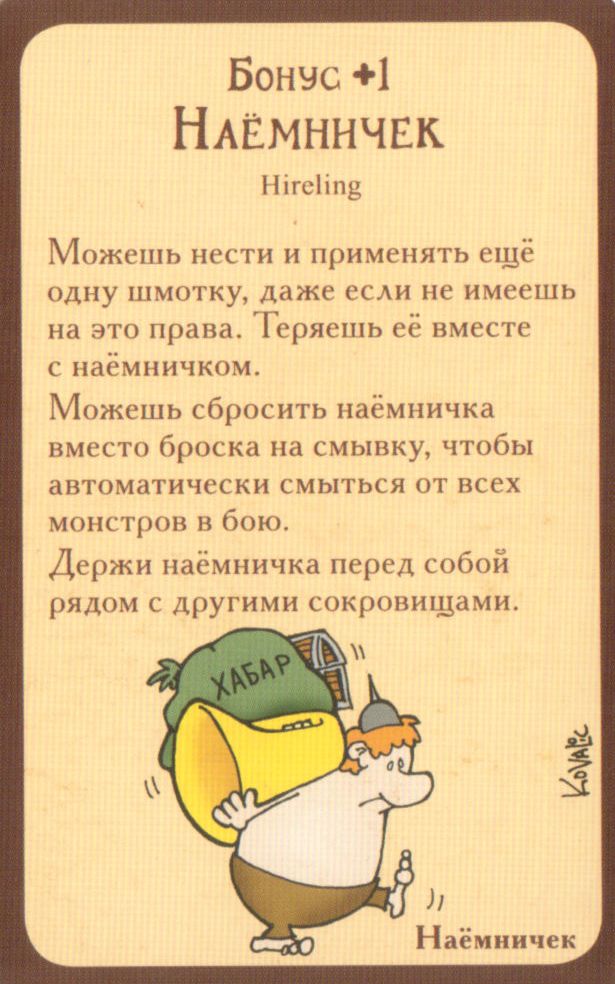 Бонус +1
Наёмничек
Hireling
Можешь нести и применять ещё
одну шмотку, даже если не имеешь
на это права. Теряешь её вместе
с наёмничком.
Можешь сбросить наёмничка
вместо броска на смывку, чтобы
автоматически смыться от всех
монстров в бою.
Держи наёмничка перед собой
рядом с другими сокровищами.
ХАБАР
KOVALIC
Наёмничек